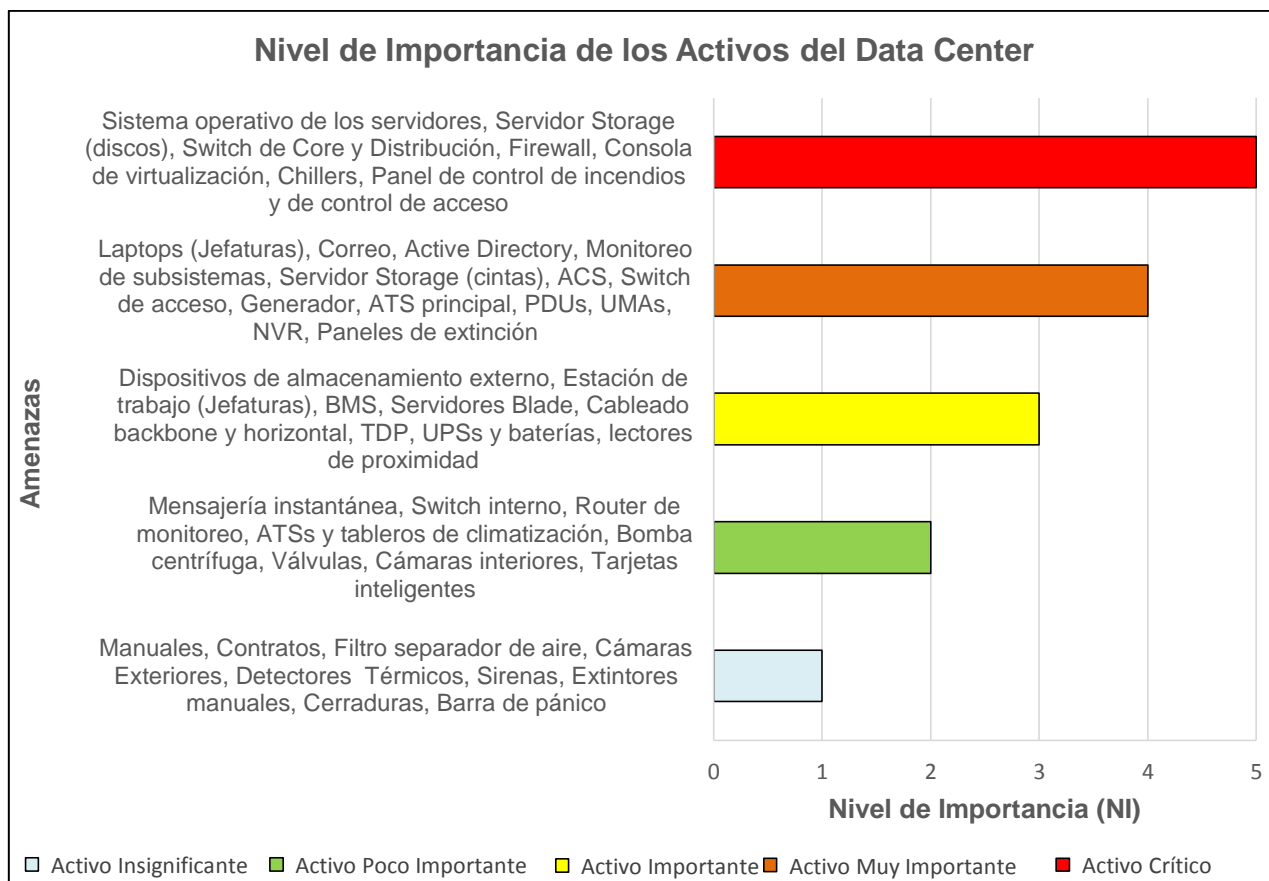 Nivel de Importancia de los Activos del Data Center
Sistema operativo de los servidores, Servidor Storage
(discos), Switch de Core y Distribución, Firewall, Consola
de virtualización, Chillers, Panel de control de incendios
y de control de acceso
Laptops (Jefaturas), Correo, Active Directory, Monitoreo
de subsistemas, Servidor Storage (cintas), ACS, Switch
de acceso, Generador, ATS principal, PDUs, UMAs,
NVR, Paneles de extinción
Amenazas
Dispositivos de almacenamiento externo, Estación de
trabajo (Jefaturas), BMS, Servidores Blade, Cableado
backbone y horizontal, TDP, UPSs y baterías, lectores
de proximidad
Mensajería instantánea, Switch interno, Router de
monitoreo, ATSs y tableros de climatización, Bomba
centrífuga, Válvulas, Cámaras interiores, Tarjetas
inteligentes
Manuales, Contratos, Filtro separador de aire, Cámaras
Exteriores, Detectores  Térmicos, Sirenas, Extintores
manuales, Cerraduras, Barra de pánico
0 1 2 3 4 5
Nivel de Importancia (NI)
Activo Insignificante Activo Poco Importante Activo Importante Activo Muy Importante Activo Crítico